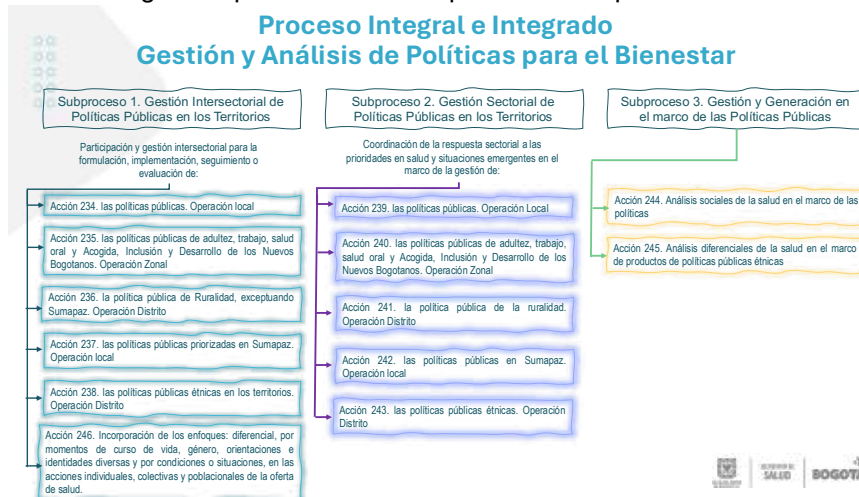 Proceso Integral e Integrado
Gestión y Análisis de Políticas para el Bienestar
Subproceso 1. Gestión Intersectorial de
Políticas Públicas en los Territorios
Participación y gestión intersectorial para la
formulación, implementación, seguimiento o
evaluación de:
Acción 234. las políticas públicas. Operación local
Acción 235. las políticas públicas de adultez, trabajo, salud
oral y Acogida, Inclusión y Desarrollo de los Nuevos
Bogotanos. Operación Zonal
Acción 236. la política pública de Ruralidad, exceptuando
Sumapaz. Operación Distrito
Acción 237. las políticas públicas priorizadas en Sumapaz.
Operación local
Acción 238. las políticas públicas étnicas en los territorios.
Operación Distrito
Acción 246. Incorporación de los enfoques: diferencial, por
momentos de curso de vida, género, orientaciones e
identidades diversas y por condiciones o situaciones, en las
acciones individuales, colectivas y poblacionales de la oferta
de salud.
Subproceso 2. Gestión Sectorial de
Políticas Públicas en los Territorios
Coordinación de la respuesta sectorial a las
prioridades en salud y situaciones emergentes en el
marco de la gestión de:
Acción 239. las políticas públicas. Operación Local
Acción 240. las políticas públicas de adultez, trabajo,
salud oral y Acogida, Inclusión y Desarrollo de los
Nuevos Bogotanos. Operación Zonal
Acción 241. la política pública de la ruralidad.
Operación Distrito
Acción 242. las políticas públicas en Sumapaz.
Operación local
Acción 243. las políticas públicas étnicas. Operación
Distrito
Subproceso 3. Gestión y Generación en
el marco de las Políticas Públicas
Acción 244. Análisis sociales de la salud en el marco de las
políticas
Acción 245. Análisis diferenciales de la salud en el marco
de productos de políticas públicas étnicas
SALUD
BOGOTÁ